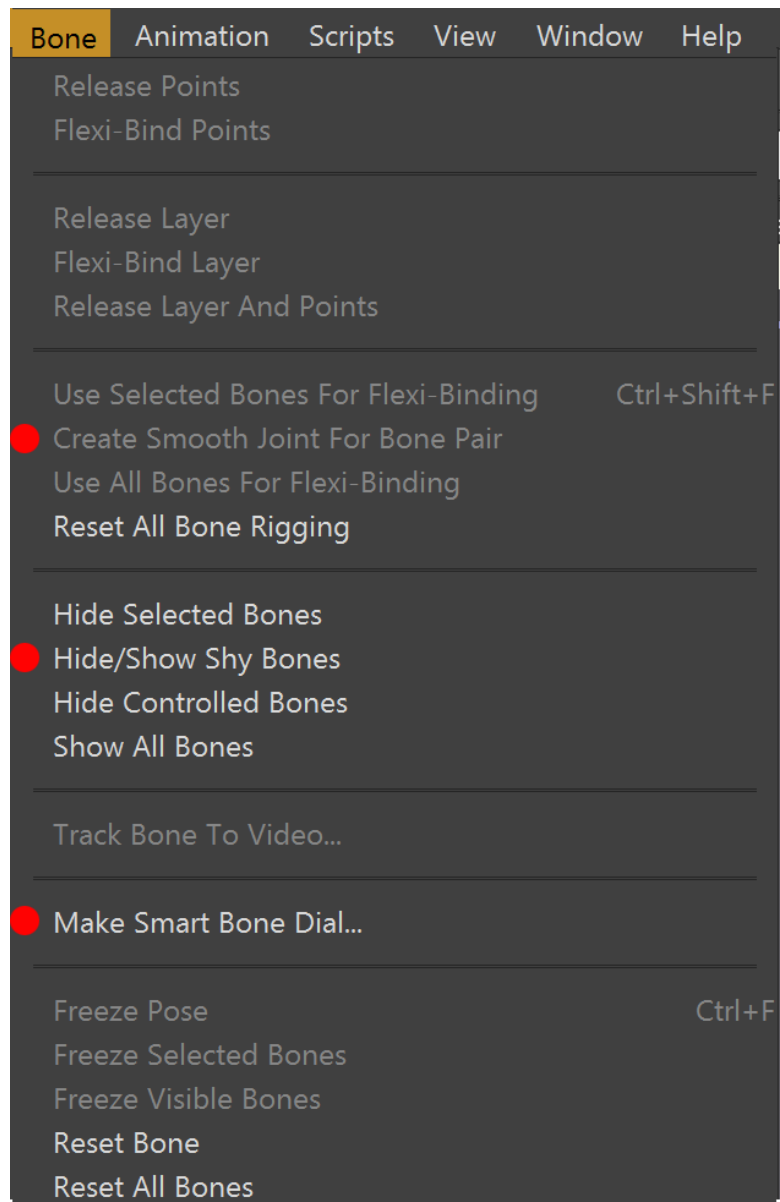 Bone Animation Scripts View Window Help
Release Points
Flexi-Bind Points
Release Layer
Flexi-Bind Layer
Release Layer And Points
Use Selected Bones For Flexi-Binding Ctrl+Shift+F
Create Smooth Joint For Bone Pair
Use All Bones For Flexi-Binding
Reset All Bone Rigging
Hide Selected Bones
Hide/Show Shy Bones
Hide Controlled Bones
Show All Bones
Track Bone To Video...
Make Smart Bone Dial...
Freeze Pose Ctrl+F
Freeze Selected Bones
Freeze Visible Bones
Reset Bone
Reset All Bones